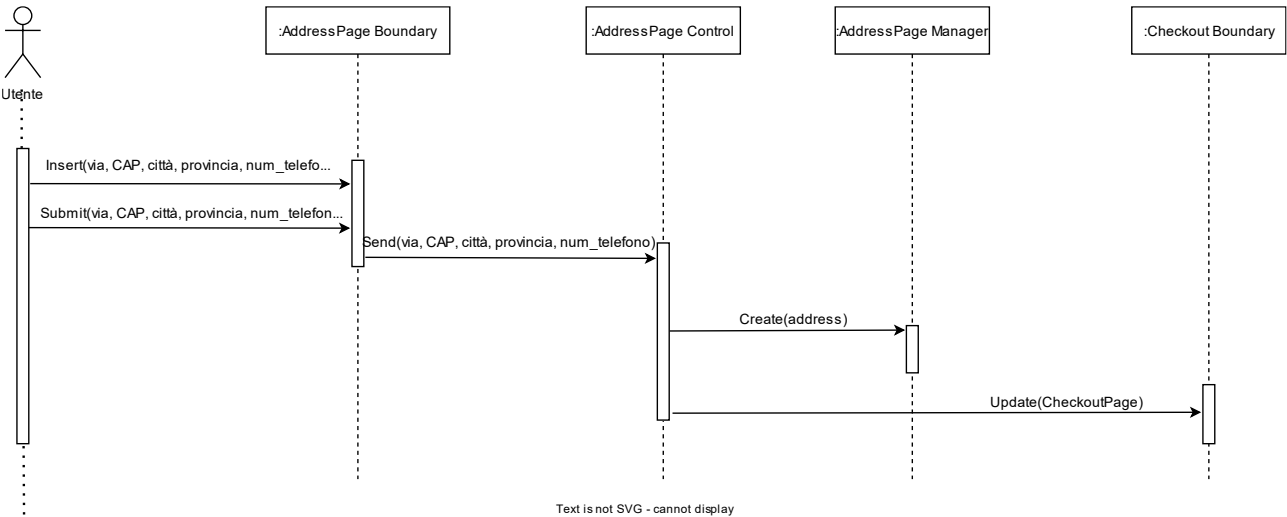 :AddressPage Boundary
:AddressPage Control
:AddressPage Manager
:Checkout Boundary
Utente
Insert(via, CAP, città, provincia, num_telefo...
Submit(via, CAP, città, provincia, num_telefon...
Send(via, CAP, città, provincia, num_telefono)
Create(address)
Update(CheckoutPage)
Text is not SVG - cannot display